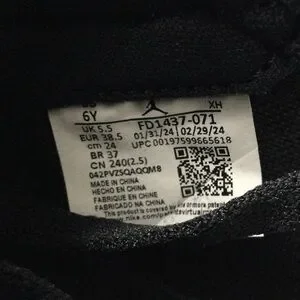 6Y XH
UK 5.5 FD1437-071
EUR 38.5 01/31/24 02/29/24
cm 24 UPC 00197599665618
BR 37
CN 240(2.5)
042PVZSQAQQM8
MADE IN CHINA
HECHO EN CHINA
FABRIQUE EN CHINE
FABRICADO NA CHINA